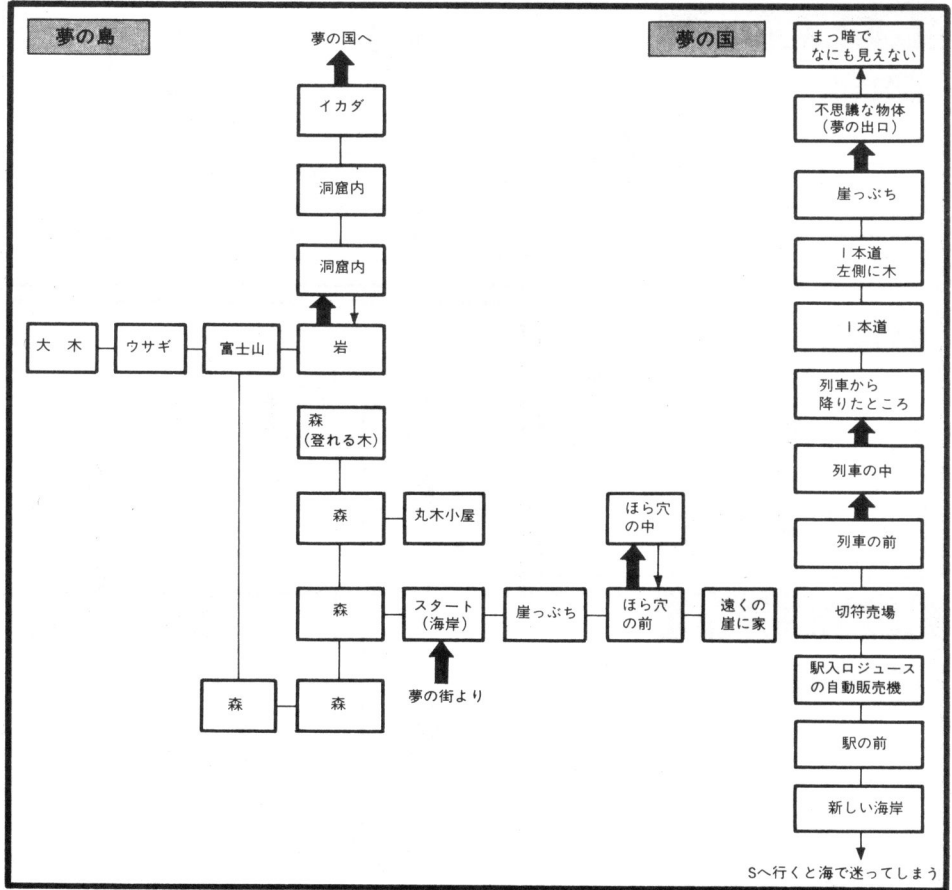 夢の島
夢の国へ
イカダ
洞窟内
洞窟内
大 木
ウサギ
富士山
岩
森
(登れる木)
森
丸木小屋
森
スタート
(海岸)
崖っぶち
ほら穴
の中
ほら穴
の前
遠くの
崖に家
森
森
夢の街より
夢の国
まっ暗で
なにも見えない
不思議な物体
(夢の出口)
崖っぶち
1本道
左側に木
1本道
列車から
降りたところ
列車の中
列車の前
切符売場
駅入口ジュース
の自動販売機
駅の前
新しい海岸
Sへ行くと海で迷ってしまう